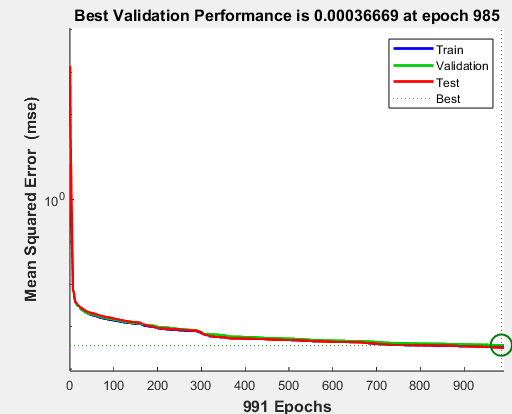 Best Validation Performance is 0.00036669 at epoch 985
Train
Validation
Test
Best
Mean Squared Error (mse)
10^0
0 100 200 300 400 500 600 700 800 900
991 Epochs